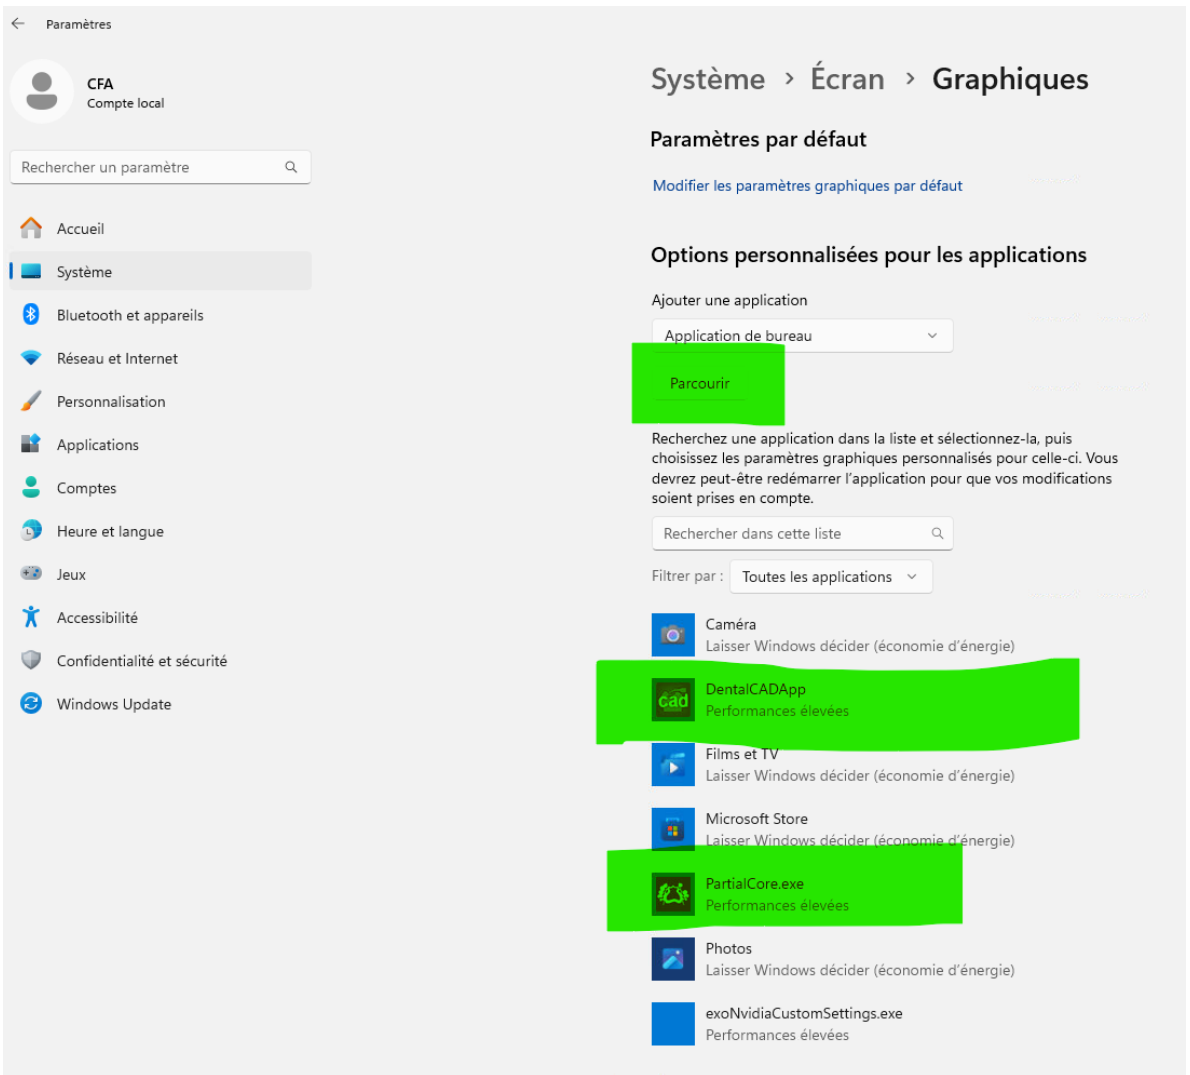 Paramètres
CFA
Compte local
Rechercher un paramètre
Accueil
Système
Bluetooth et appareils
Réseau et Internet
Personnalisation
Applications
Comptes
Heure et langue
Jeux
Accessibilité
Confidentialité et sécurité
Windows Update
Système > Écran > Graphiques
Paramètres par défaut
Modifier les paramètres graphiques par défaut
Options personnalisées pour les applications
Ajouter une application
Application de bureau
Parcourir
Recherchez une application dans la liste et sélectionnez-la, puis
choisissez les paramètres graphiques personnalisés pour celle-ci. Vous
devrez peut-être redémarrer l’application pour que vos modifications
soient prises en compte.
Rechercher dans cette liste
Filtrer par : Toutes les applications
Caméra
Laisser Windows décider (économie d’énergie)
cad
DentalCADApp
Performances élevées
Films et TV
Laisser Windows décider (économie d’énergie)
Microsoft Store
Laisser Windows décider (économie d’énergie)
PartialCore.exe
Performances élevées
Photos
Laisser Windows décider (économie d’énergie)
exoNvidiaCustomSettings.exe
Performances élevées